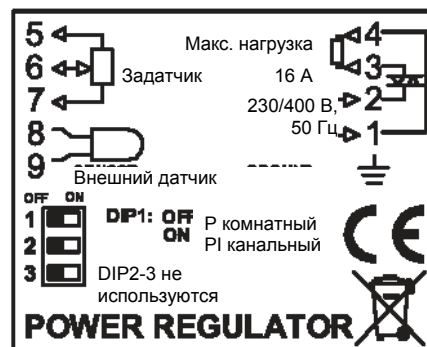 5
6
7
Задатчик
8
9
Внешний датчик
Макс. нагрузка
16 А
230/400 В,
50 Гц
4
3
2
1
OFF ON
1
2
3
DIP1: OFF Р комнатный
ON PI канальный
DIP2-3 не
используются
CE
POWER REGULATOR